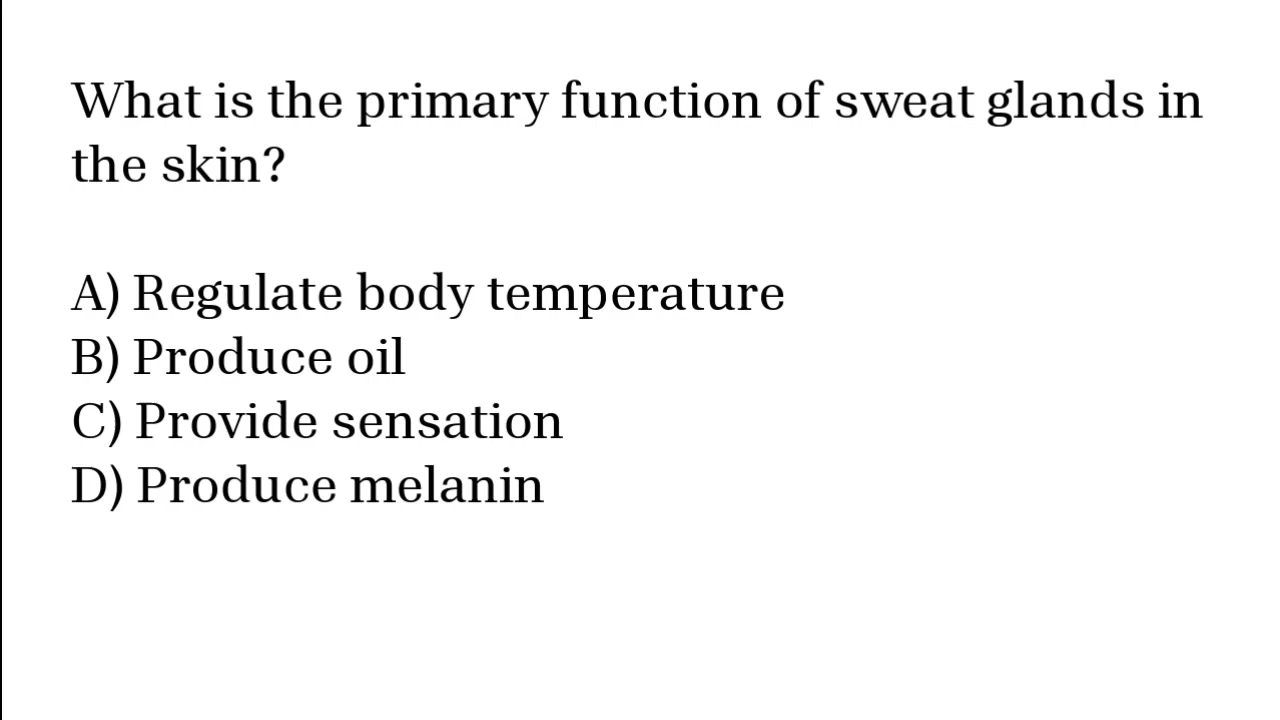 What is the primary function of sweat glands in
the skin?
A) Regulate body temperature
B) Produce oil
C) Provide sensation
D) Produce melanin